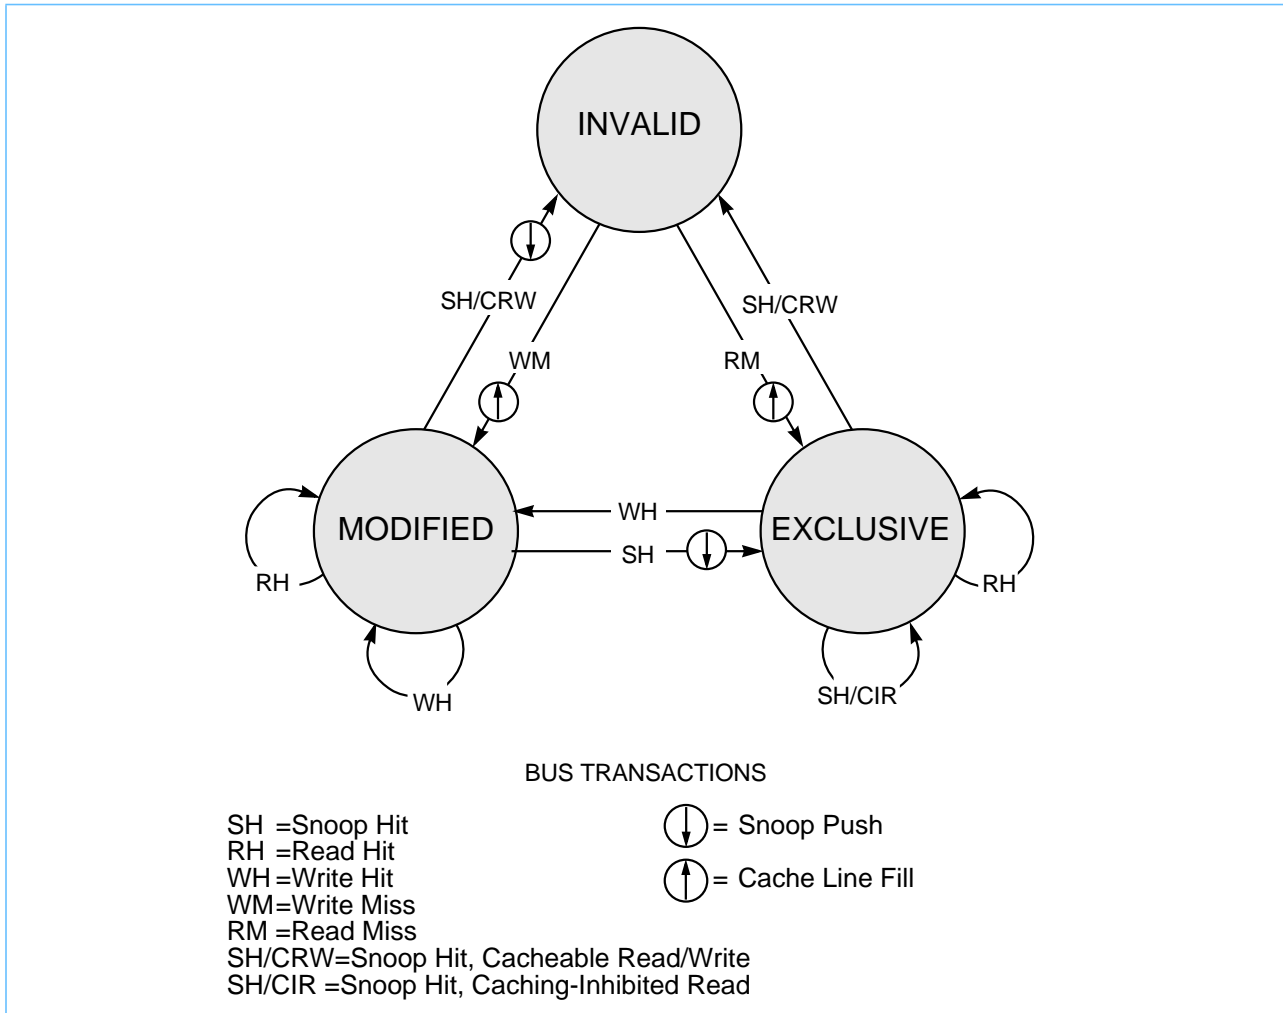 INVALID
SH/CRW
SH/CRW
WM
RM
WH
MODIFIED
EXCLUSIVE
SH
RH
RH
SH/CIR
WH
BUS TRANSACTIONS
SH =Snoop Hit
RH =Read Hit
WH =Write Hit
WM=Write Miss
RM =Read Miss
SH/CRW=Snoop Hit, Cacheable Read/Write
SH/CIR =Snoop Hit, Caching-Inhibited Read
= Snoop Push
= Cache Line Fill